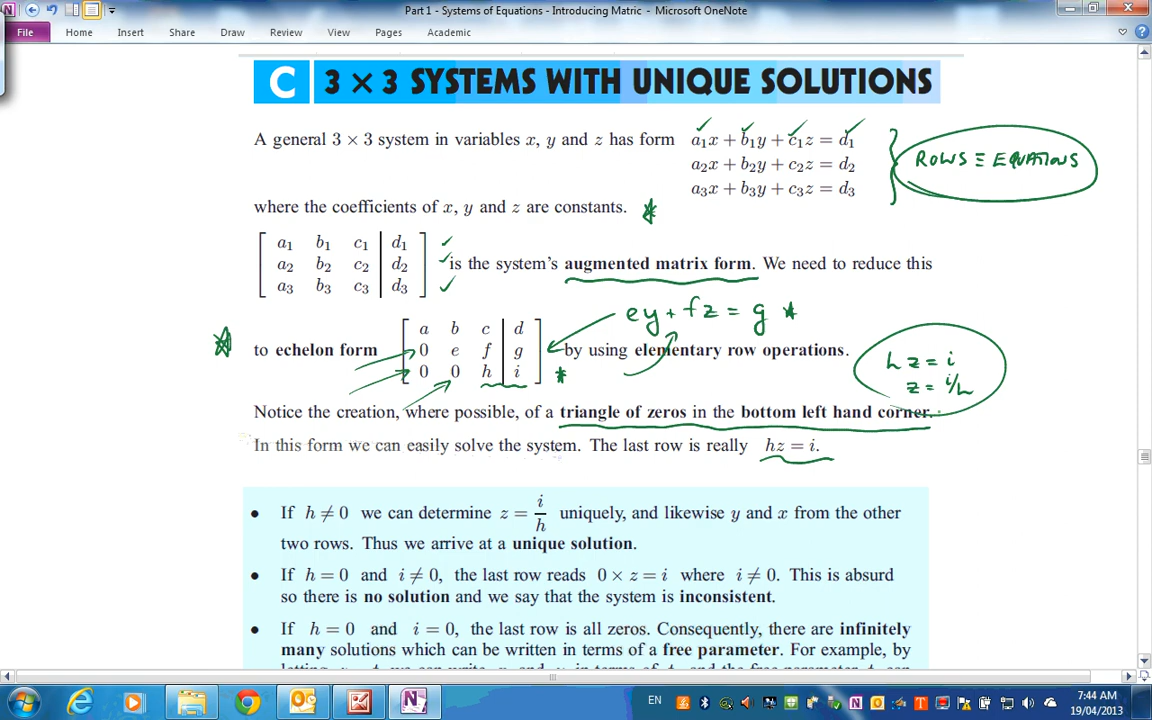 Part 1 - Systems of Equations - Introducing Matric... - Microsoft OneNote
File Home Insert Share Draw Review Pages View Academic
C 3 × 3 SYSTEMS WITH UNIQUE SOLUTIONS
A general 3 × 3 system in variables x, y and z has form a₁x + b₁y + c₁z = d₁
a₂x + b₂y + c₂z = d₂
a₃x + b₃y + c₃z = d₃
ROWS ≡ EQUATIONS
where the coefficients of x, y and z are constants.
a₁ b₁ c₁ d₁
a₂ b₂ c₂ d₂ is the system's augmented matrix form. We need to reduce this
a₃ b₃ c₃ d₃
ey + fz = g
a b c d
to echelon form 0 e f g by using elementary row operations.
0 0 h i
hz = i
z = i/h
Notice the creation, where possible, of a triangle of zeros in the bottom left hand corner.
In this form we can easily solve the system. The last row is really hz = i.
• If h ≠ 0 we can determine z = i/h uniquely, and likewise y and x from the other
two rows. Thus we arrive at a unique solution.
• If h = 0 and i ≠ 0, the last row reads 0 × z = i where i ≠ 0. This is absurd
so there is no solution and we say that the system is inconsistent.
• If h = 0 and i = 0, the last row is all zeros. Consequently, there are infinitely
many solutions which can be written in terms of a free parameter. For example, by
EN
7:44 AM
19/04/2013